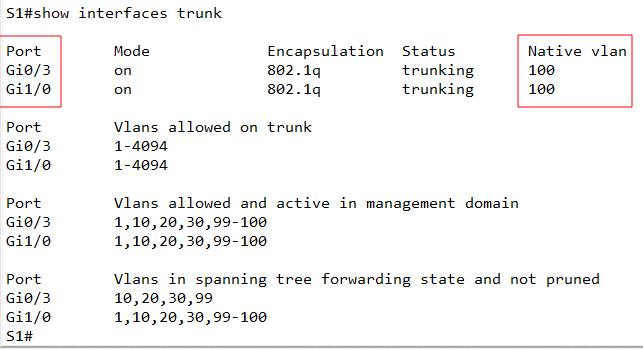 S1#show interfaces trunk
Port Mode Encapsulation Status Native vlan
Gi0/3 on 802.1q trunking 100
Gi1/0 on 802.1q trunking 100
Port Vlans allowed on trunk
Gi0/3 1-4094
Gi1/0 1-4094
Port Vlans allowed and active in management domain
Gi0/3 1,10,20,30,99-100
Gi1/0 1,10,20,30,99-100
Port Vlans in spanning tree forwarding state and not pruned
Gi0/3 10,20,30,99
Gi1/0 1,10,20,30,99-100
S1#